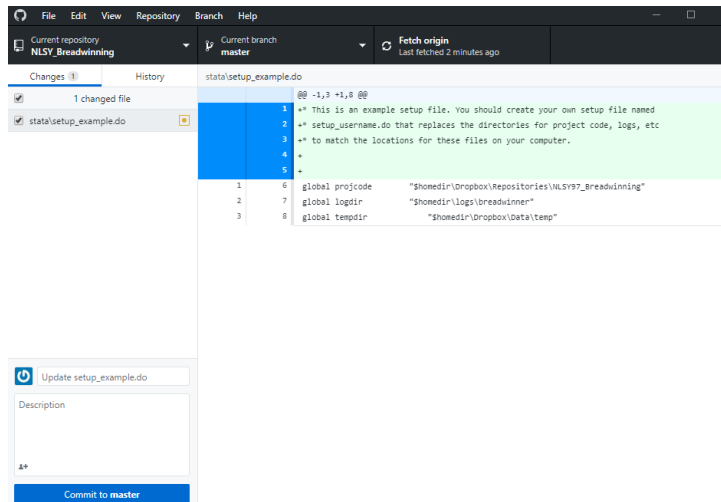 File Edit View Repository Branch Help
Current repository
NLSY_Breadwinning
Current branch
master
Fetch origin
Last fetched 2 minutes ago
Changes 1 History
stata\setup_example.do
1 changed file
stata\setup_example.do
@@ -1,3 +1,8 @@
1 +* This is an example setup file. You should create your own setup file named
2 +* setup_username.do that replaces the directories for project code, logs, etc
3 +* to match the locations for these files on your computer.
4 +
5 +
1 6 global projcode "$homedir\Dropbox\Repositories\NLSY97_Breadwinning"
2 7 global logdir "$homedir\logs\breadwinner"
3 8 global tempdir "$homedir\Dropbox\Data\temp"
Update setup_example.do
Description
Commit to master